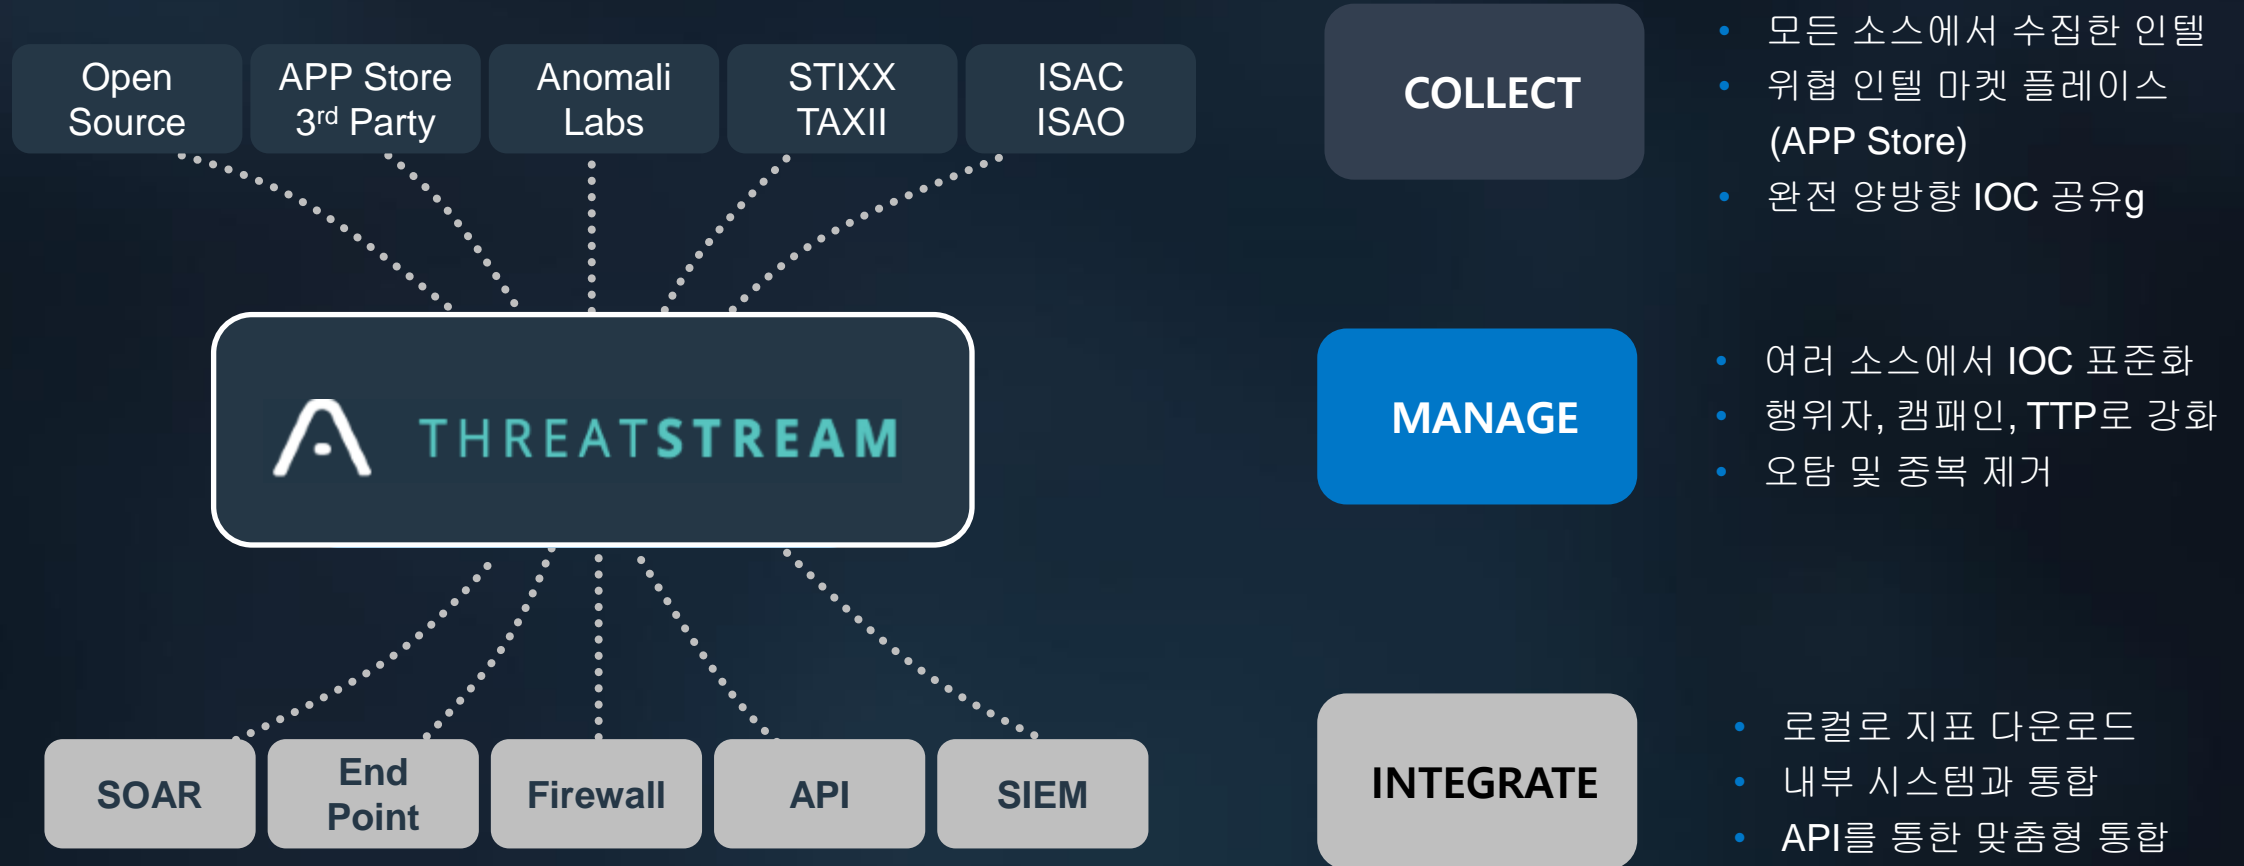 Open
Source
APP Store
3rd Party
Anomali
Labs
STIXX
TAXII
ISAC
ISAO
THREATSTREAM
SOAR
End
Point
Firewall
API
SIEM
COLLECT
• 모든 소스에서 수집한 인텔
• 위협 인텔 마켓 플레이스
(APP Store)
• 완전 양방향 IOC 공유g
MANAGE
• 여러 소스에서 IOC 표준화
• 행위자, 캠페인, TTP로 강화
• 오탐 및 중복 제거
INTEGRATE
• 로컬로 지표 다운로드
• 내부 시스템과 통합
• API를 통한 맞춤형 통합